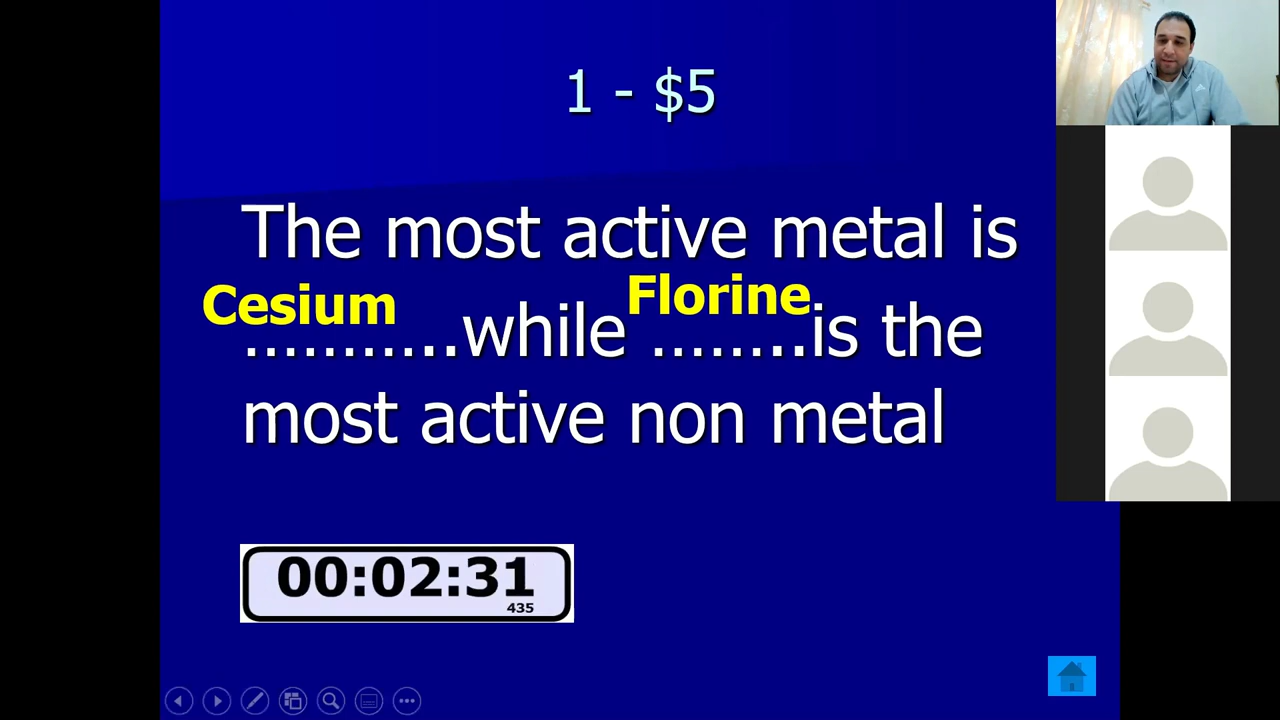 1 - $5
The most active metal is
Cesium Florine
………..while ……..is the
most active non metal
00:02:31
435